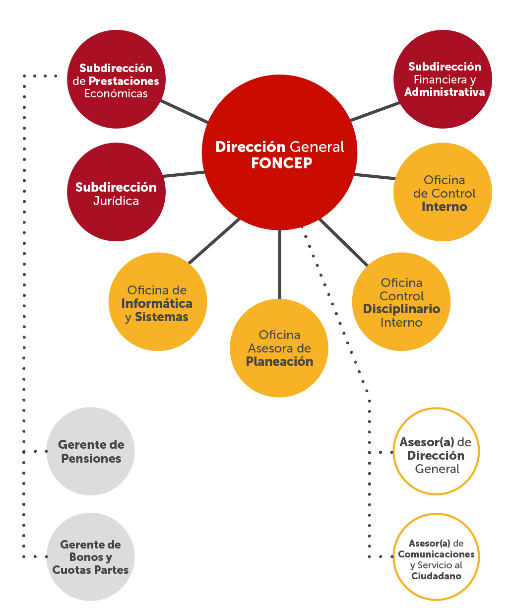 Subdirección
de Prestaciones
Económicas
Dirección General
FONCEP
Subdirección
Financiera y
Administrativa
Subdirección
Jurídica
Oficina
de Control
Interno
Oficina de
Informática
y Sistemas
Oficina
Asesora de
Planeación
Oficina
Control
Disciplinario
Interno
Gerente de
Pensiones
Asesor(a) de
Dirección
General
Gerente de
Bonos y
Cuotas Partes
Asesor(a) de
Comunicaciones
y Servicio al
Ciudadano